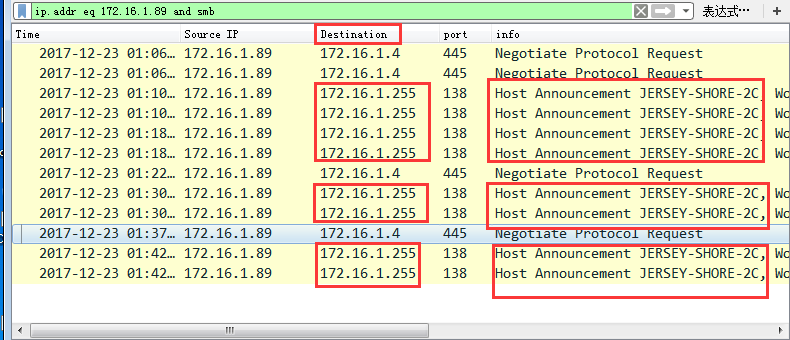 ip.addr eq 172.16.1.89 and smb 表达式…
Time Source IP Destination port info
2017-12-23 01:06… 172.16.1.89 172.16.1.4 445 Negotiate Protocol Request
2017-12-23 01:06… 172.16.1.89 172.16.1.4 445 Negotiate Protocol Request
2017-12-23 01:10… 172.16.1.89 172.16.1.255 138 Host Announcement JERSEY-SHORE-2C, Wo
2017-12-23 01:10… 172.16.1.89 172.16.1.255 138 Host Announcement JERSEY-SHORE-2C, Wo
2017-12-23 01:18… 172.16.1.89 172.16.1.255 138 Host Announcement JERSEY-SHORE-2C, Wo
2017-12-23 01:18… 172.16.1.89 172.16.1.255 138 Host Announcement JERSEY-SHORE-2C, Wo
2017-12-23 01:22… 172.16.1.89 172.16.1.4 445 Negotiate Protocol Request
2017-12-23 01:30… 172.16.1.89 172.16.1.255 138 Host Announcement JERSEY-SHORE-2C, Wo
2017-12-23 01:30… 172.16.1.89 172.16.1.255 138 Host Announcement JERSEY-SHORE-2C, Wo
2017-12-23 01:37… 172.16.1.89 172.16.1.4 445 Negotiate Protocol Request
2017-12-23 01:42… 172.16.1.89 172.16.1.255 138 Host Announcement JERSEY-SHORE-2C, Wo
2017-12-23 01:42… 172.16.1.89 172.16.1.255 138 Host Announcement JERSEY-SHORE-2C, Wo